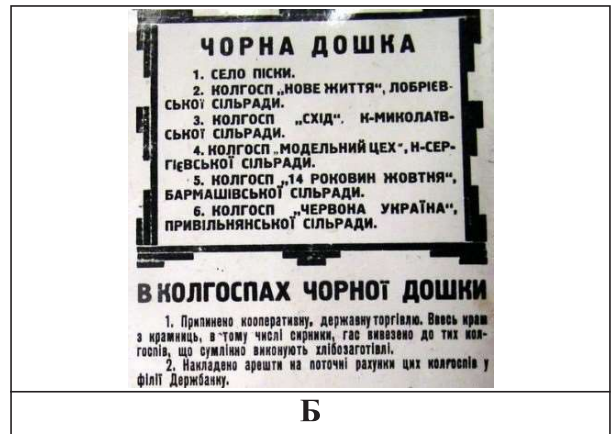 ЧОРНА ДОШКА
1. СЕЛО ПІСКИ.
2. КОЛГОСП „НОВЕ ЖИТТЯ“, ЛОБРІЄВ-
СЬКОЇ СІЛЬРАДИ.
3. КОЛГОСП „СХІД“. К-МИКОЛАЇВ-
СЬКОЇ СІЛЬРАДИ.
4. КОЛГОСП „МОДЕЛЬНИЙ ЦЕХ“, Н-СЕР-
ГІЄВСЬКОЇ СІЛЬРАДИ.
5. КОЛГОСП „14 РОКОВИН ЖОВТНЯ“,
БАРМАШІВСЬКОЇ СІЛЬРАДИ.
6. КОЛГОСП „ЧЕРВОНА УКРАЇНА“,
ПРИВІЛЬНЯНСЬКОЇ СІЛЬРАДИ.
В КОЛГОСПАХ ЧОРНОЇ ДОШКИ
1. Припинено кооперативну, державну торгівлю. Ввесь крам
з крамниць, в тому числі сирники, гас вивезено до тих кол-
госпів, що сумлінно виконують хлібозаготівлі.
2. Накладено арешти на поточні рахунки цих колгоспів у
філії Держбанку.
Б